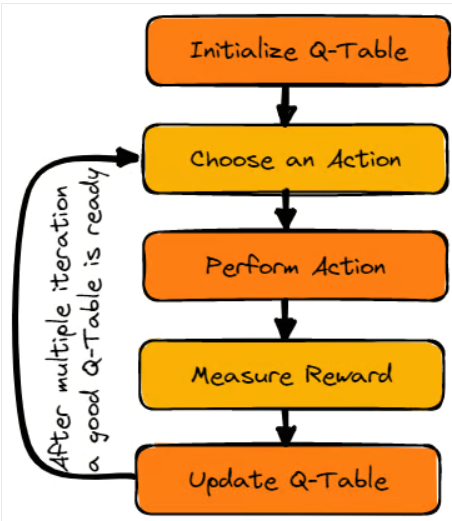 Initialize Q-Table
Choose an Action
Perform Action
Measure Reward
Update Q-Table
After multiple iteration
a good Q-Table is ready